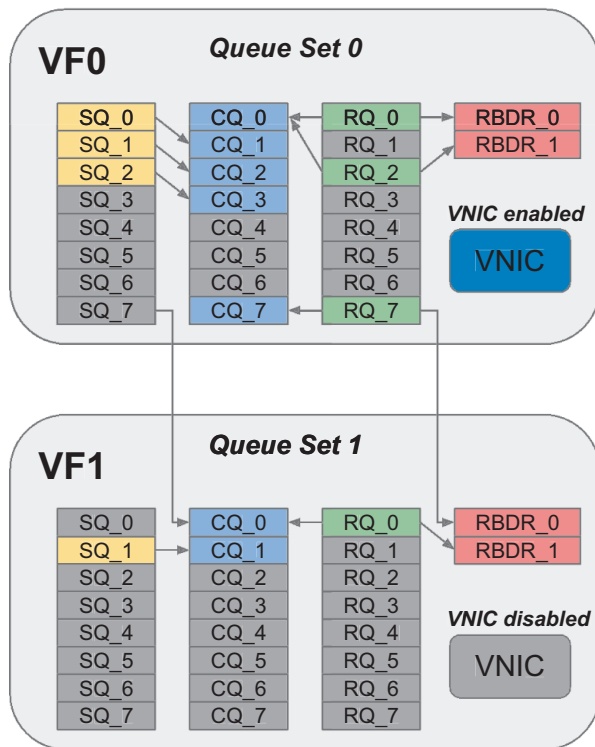 VF0
Queue Set 0
SQ_0 CQ_0 RQ_0 RBDR_0
SQ_1 CQ_1 RQ_1 RBDR_1
SQ_2 CQ_2 RQ_2
SQ_3 CQ_3 RQ_3
SQ_4 CQ_4 RQ_4
SQ_5 CQ_5 RQ_5
SQ_6 CQ_6 RQ_6
SQ_7 CQ_7 RQ_7
VNIC enabled
VNIC
VF1
Queue Set 1
SQ_0 CQ_0 RQ_0 RBDR_0
SQ_1 CQ_1 RQ_1 RBDR_1
SQ_2 CQ_2 RQ_2
SQ_3 CQ_3 RQ_3
SQ_4 CQ_4 RQ_4
SQ_5 CQ_5 RQ_5
SQ_6 CQ_6 RQ_6
SQ_7 CQ_7 RQ_7
VNIC disabled
VNIC